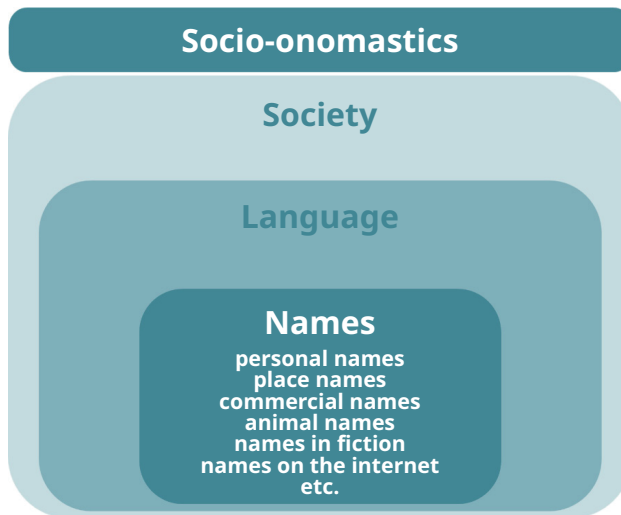 Socio-onomastics
Society
Language
Names
personal names
place names
commercial names
animal names
names in fiction
names on the internet
etc.